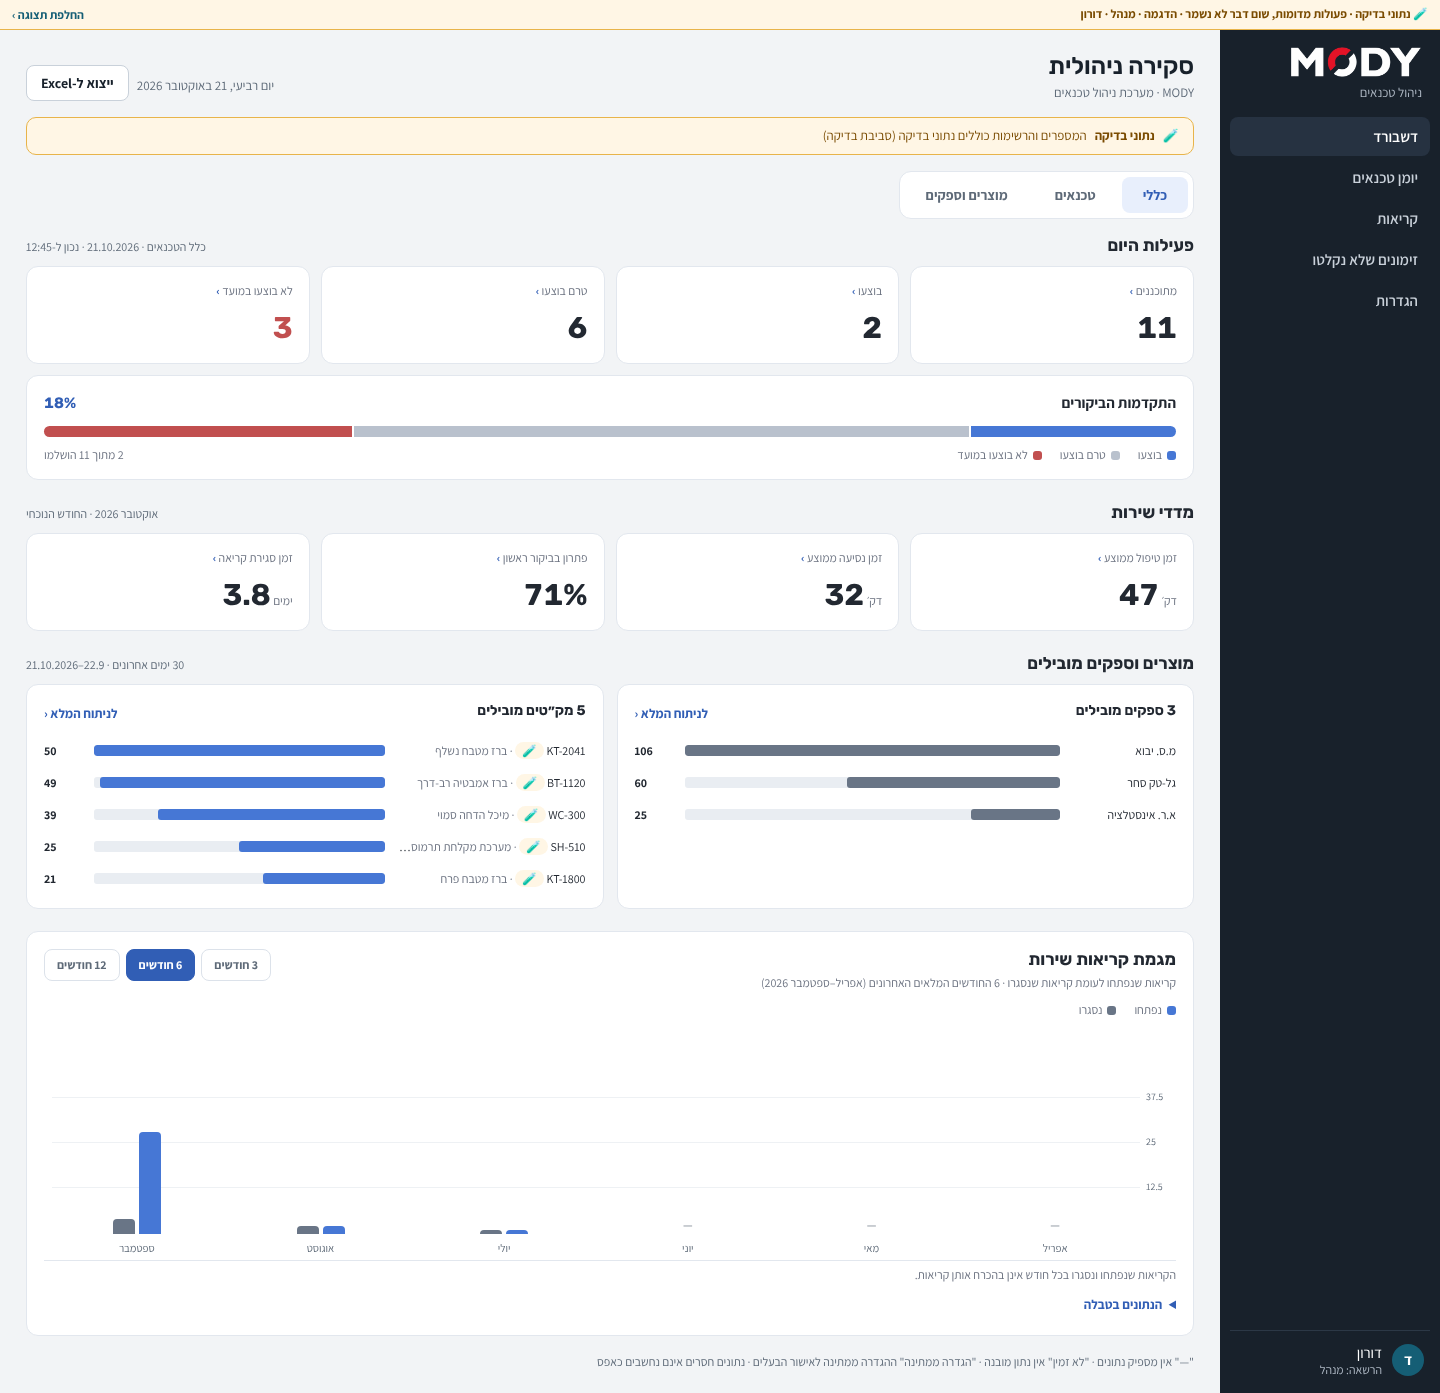 🧪 נתוני בדיקה · פעולות מדומות, שום דבר לא נשמר · הדגמה · מנהל · דורון
החלפת תצוגה ‹
MODY
ניהול טכנאים
דשבורד
יומן טכנאים
קריאות
זימונים שלא נקלטו
הגדרות
סקירה ניהולית
MODY · מערכת ניהול טכנאים
יום רביעי, 21 באוקטובר 2026
ייצוא ל-Excel
🧪 נתוני בדיקה המספרים והרשימות כוללים נתוני בדיקה (סביבת בדיקה)
כללי
טכנאים
מוצרים וספקים
פעילות היום
כלל הטכנאים · 21.10.2026 · נכון ל-12:45
מתוכננים ‹
11
בוצעו ‹
2
טרם בוצעו ‹
6
לא בוצעו במועד ‹
3
התקדמות הביקורים
18%
בוצעו
טרם בוצעו
לא בוצעו במועד
2 מתוך 11 הושלמו
מדדי שירות
אוקטובר 2026 · החודש הנוכחי
זמן טיפול ממוצע ‹
47 דק׳
זמן נסיעה ממוצע ‹
32 דק׳
פתרון בביקור ראשון ‹
71%
זמן סגירת קריאה ‹
3.8 ימים
מוצרים וספקים מובילים
30 ימים אחרונים · 22.9–21.10.2026
3 ספקים מובילים
לניתוח המלא ‹
מ.ס. יבוא 106
גל-טק סחר 60
א.ר. אינסטלציה 25
5 מק״טים מובילים
לניתוח המלא ‹
KT-2041 🧪 · ברז מטבח נשלף 50
BT-1120 🧪 · ברז אמבטיה רב-דרך 49
WC-300 🧪 · מיכל הדחה סמוי 39
SH-510 🧪 · מערכת מקלחת תרמוס... 25
KT-1800 🧪 · ברז מטבח פרח 21
מגמת קריאות שירות
3 חודשים
6 חודשים
12 חודשים
קריאות שנפתחו לעומת קריאות שנסגרו · 6 החודשים המלאים האחרונים (אפריל–ספטמבר 2026)
נפתחו
נסגרו
37.5
25
12.5
— — —
אפריל
מאי
יוני
יולי
אוגוסט
ספטמבר
הקריאות שנפתחו ונסגרו בכל חודש אינן בהכרח אותן קריאות.
◀ הנתונים בטבלה
"—" אין מספיק נתונים · "לא זמין" אין נתון מובנה · "הגדרה ממתינה" ההגדרה ממתינה לאישור הבעלים · נתונים חסרים אינם נחשבים כאפס
ד
דורון
הרשאה: מנהל